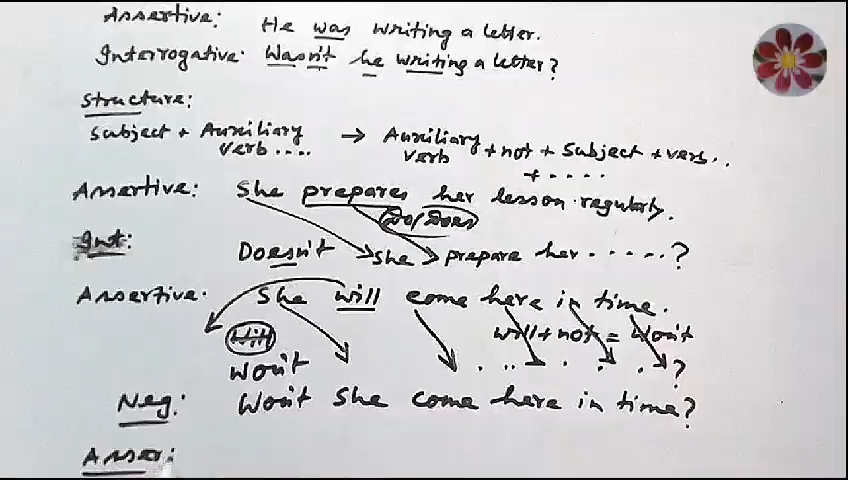 Assertive: He was writing a letter.
Interrogative: Wasn't he writing a letter?
Structure:
Subject + Auxiliary verb .... → Auxiliary verb + not + Subject + verb ..
+ ....
Assertive: She prepares her lesson regularly.
Do/Does
Int: Doesn't she prepare her ......?
Assertive. She will come here in time.
Will will + not = Won't
Won't . .. . . . ?
Neg: Won't She come here in time?
Asser: